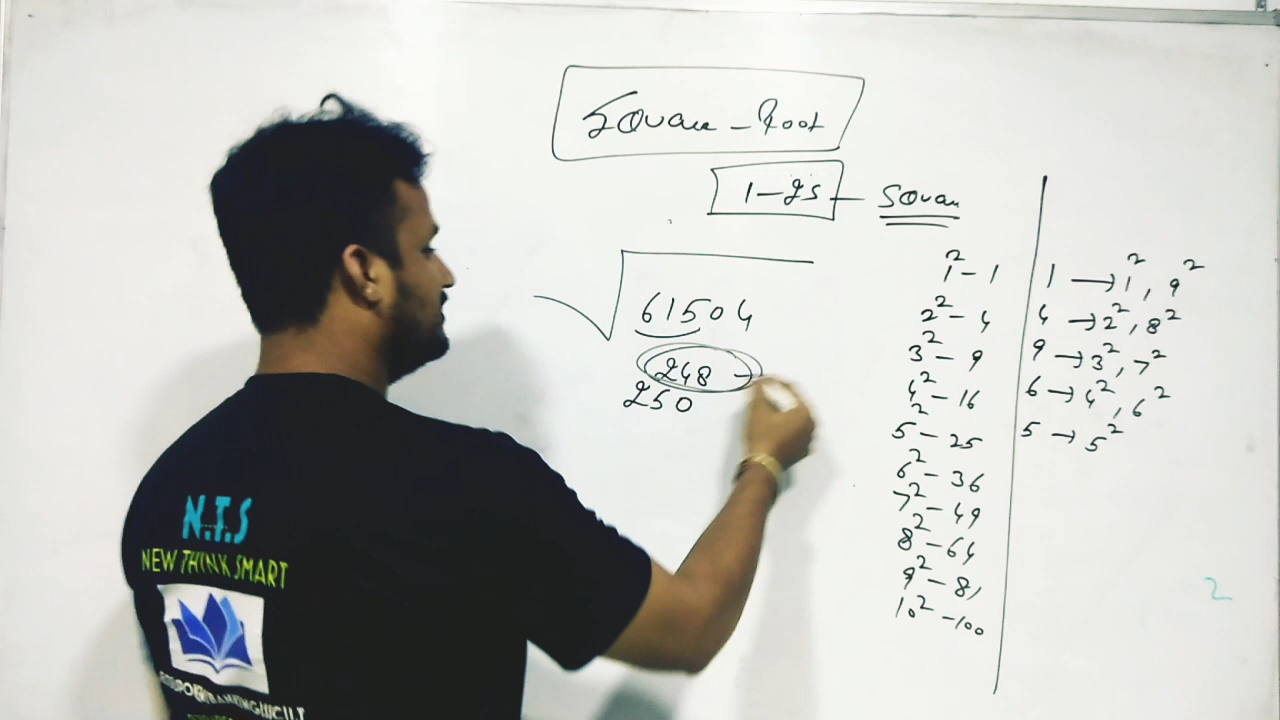 Square - Root
1-25 - Square
61504
248 -
250
1² - 1
2² - 4
3² - 9
4² - 16
5² - 25
6² - 36
7² - 49
8² - 64
9² - 81
10² - 100
1 → 1², 9²
4 → 2², 8²
9 → 3², 7²
6 → 4², 6²
5 → 5²
2
N.T.S
NEW THINK SMART